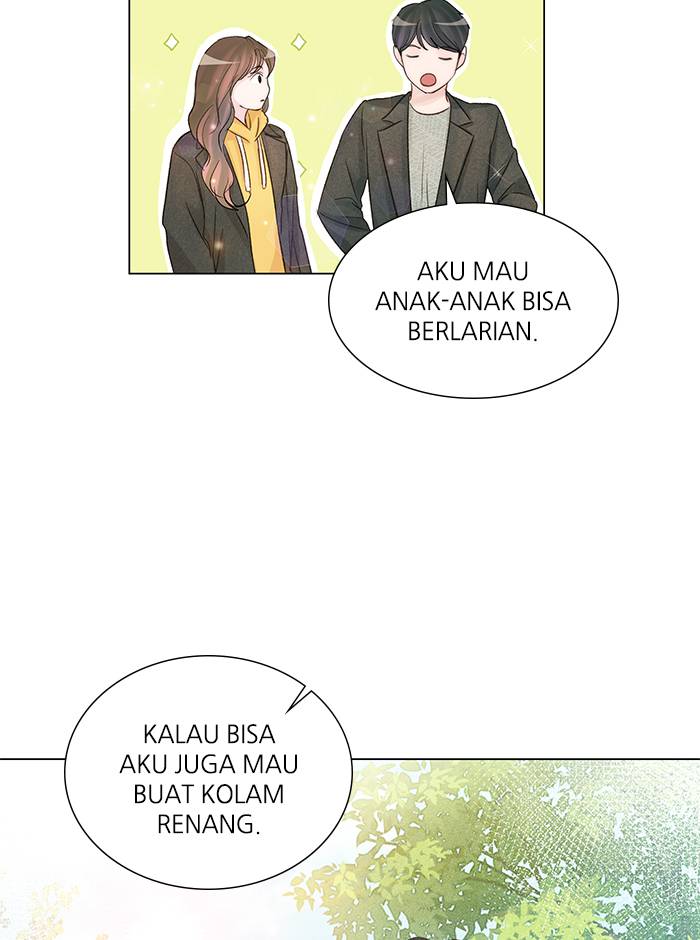 AKU MAU
ANAK-ANAK BISA
BERLARIAN.
KALAU BISA
AKU JUGA MAU
BUAT KOLAM
RENANG.